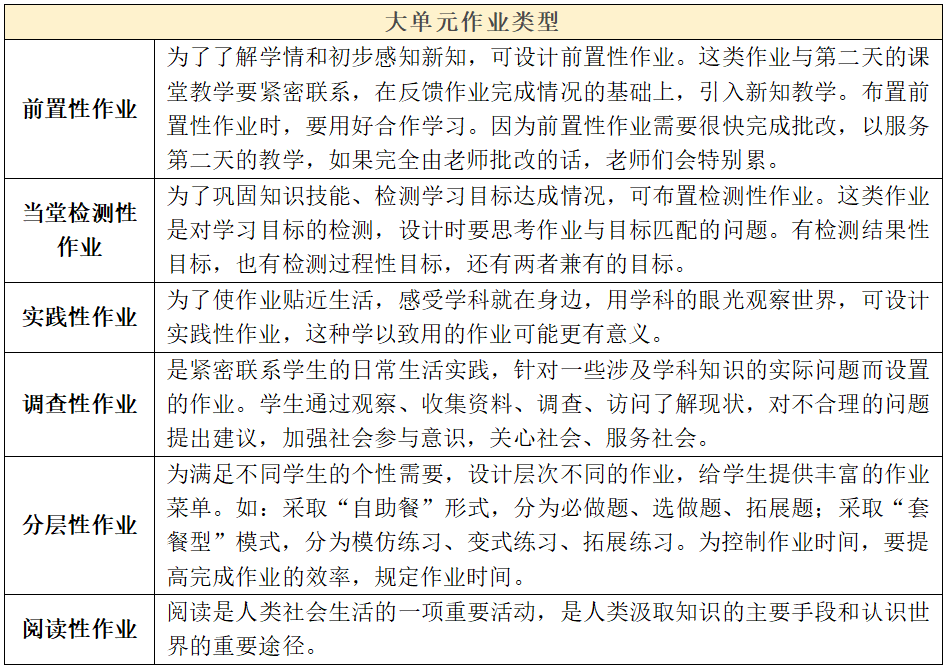 大单元作业类型
前置性作业
为了了解学情和初步感知新知，可设计前置性作业。这类作业与第二天的课
堂教学要紧密联系，在反馈作业完成情况的基础上，引入新知教学。布置前
置性作业时，要用好合作学习。因为前置性作业需要很快完成批改，以服务
第二天的教学，如果完全由老师批改的话，老师们会特别累。
当堂检测性
作业
为了巩固知识技能、检测学习目标达成情况，可布置检测性作业。这类作业
是对学习目标的检测，设计时要思考作业与目标匹配的问题。有检测结果性
目标，也有检测过程性目标，还有两者兼有的目标。
实践性作业
为了使作业贴近生活，感受学科就在身边，用学科的眼光观察世界，可设计
实践性作业，这种学以致用的作业可能更有意义。
调查性作业
是紧密联系学生的日常生活实践，针对一些涉及学科知识的实际问题而设置
的作业。学生通过观察、收集资料、调查、访问了解现状，对不合理的问题
提出建议，加强社会参与意识，关心社会、服务社会。
分层性作业
为满足不同学生的个性需要，设计层次不同的作业，给学生提供丰富的作业
菜单。如：采取“自助餐”形式，分为必做题、选做题、拓展题；采取“套
餐型”模式，分为模仿练习、变式练习、拓展练习。为控制作业时间，要提
高完成作业的效率，规定作业时间。
阅读性作业
阅读是人类社会生活的一项重要活动，是人类汲取知识的主要手段和认识世
界的重要途径。